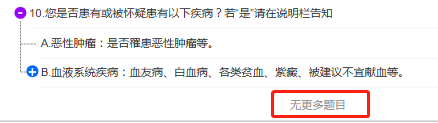 10.您是否患有或被怀疑患有以下疾病？若“是”请在说明栏告知
A.恶性肿瘤：是否罹患恶性肿瘤等。
B.血液系统疾病：血友病、白血病、各类贫血、紫癜、被建议不宜献血等。
无更多题目